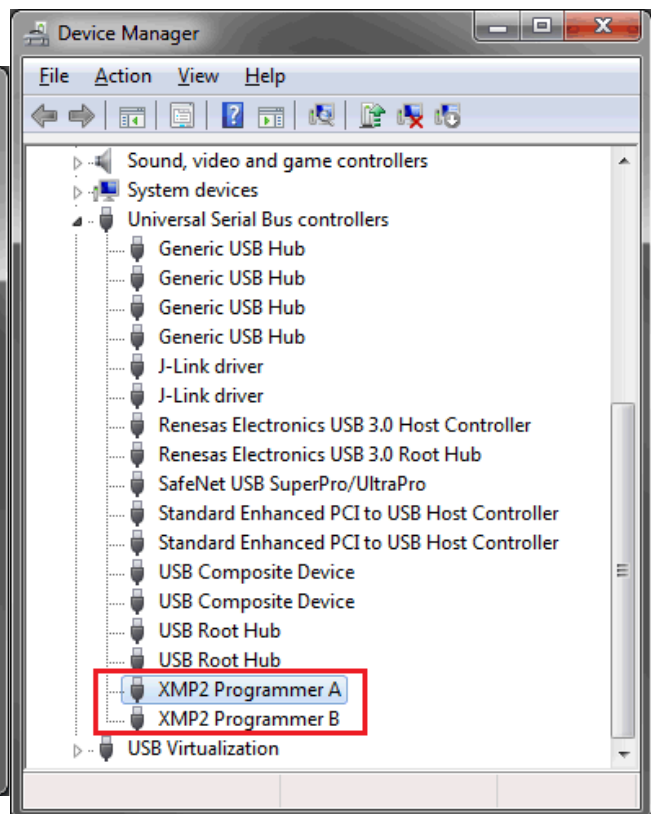 Device Manager
File Action View Help
Sound, video and game controllers
System devices
Universal Serial Bus controllers
Generic USB Hub
Generic USB Hub
Generic USB Hub
Generic USB Hub
J-Link driver
J-Link driver
Renesas Electronics USB 3.0 Host Controller
Renesas Electronics USB 3.0 Root Hub
SafeNet USB SuperPro/UltraPro
Standard Enhanced PCI to USB Host Controller
Standard Enhanced PCI to USB Host Controller
USB Composite Device
USB Composite Device
USB Root Hub
USB Root Hub
XMP2 Programmer A
XMP2 Programmer B
USB Virtualization